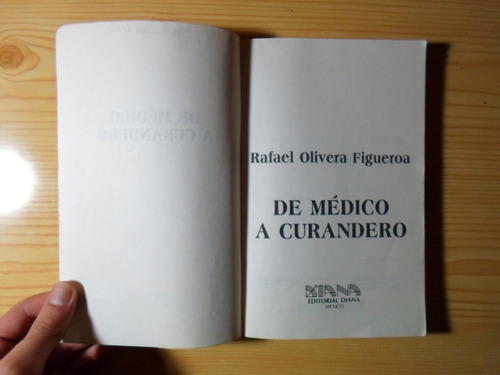 Rafael Olivera Figueroa
DE MÉDICO
A CURANDERO
DIANA
EDITORIAL DIANA
MEXICO